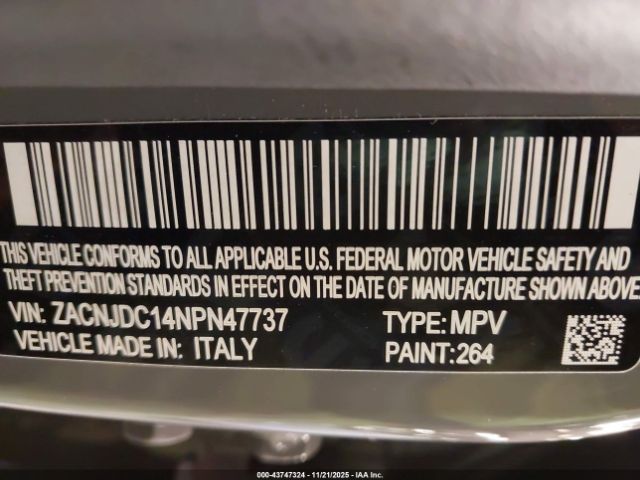 THIS VEHICLE CONFORMS TO ALL APPLICABLE U.S. FEDERAL MOTOR VEHICLE SAFETY AND
THEFT PREVENTION STANDARDS IN EFFECT ON THE DATE OF MANUFACTURE SHOWN ABOVE
VIN: ZACNJDC14NPN47737 TYPE: MPV
VEHICLE MADE IN: ITALY PAINT:264
000-43747324 - 11/21/2025 - © IAA Inc.